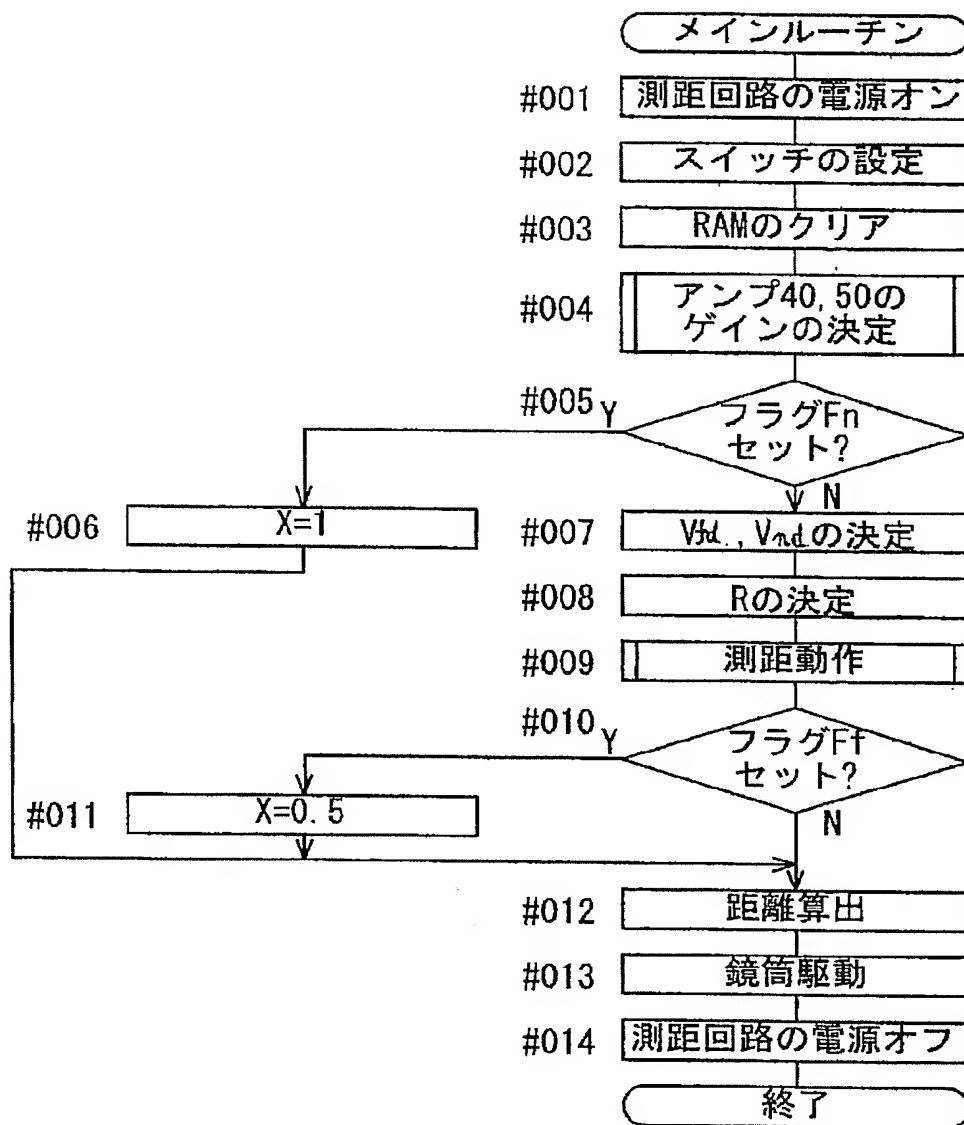 メインルーチン
#001 測距回路の電源オン
#002 スイッチの設定
#003 RAMのクリア
#004 アンプ40,50の
ゲインの決定
#005 Y フラグFn
セット?
N
#006 X=1
#007 Vfd.,Vndの決定
#008 Rの決定
#009 測距動作
#010 Y フラグFf
セット?
N
#011 X=0.5
#012 距離算出
#013 鏡筒駆動
#014 測距回路の電源オフ
終了